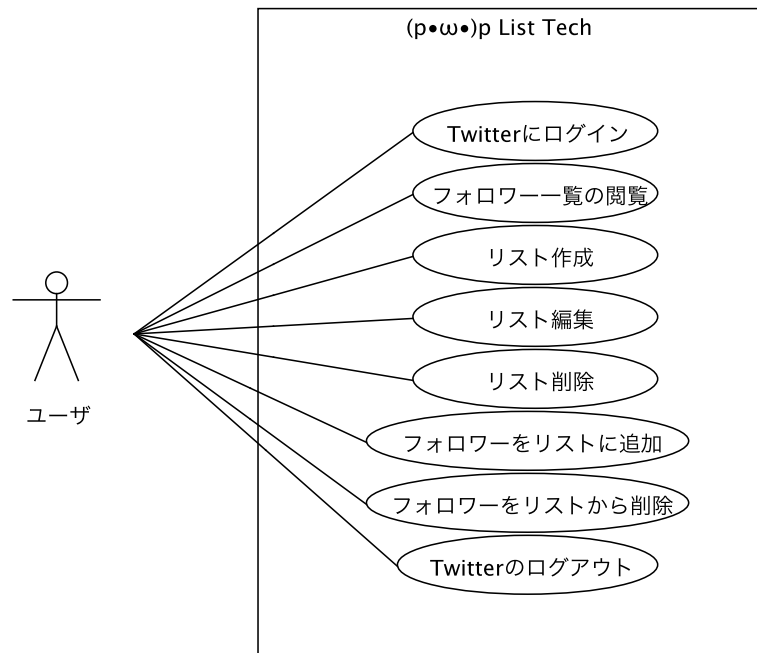 (p•ω•)p List Tech
Twitterにログイン
フォロワー一覧の閲覧
リスト作成
リスト編集
リスト削除
ユーザ
フォロワーをリストに追加
フォロワーをリストから削除
Twitterのログアウト